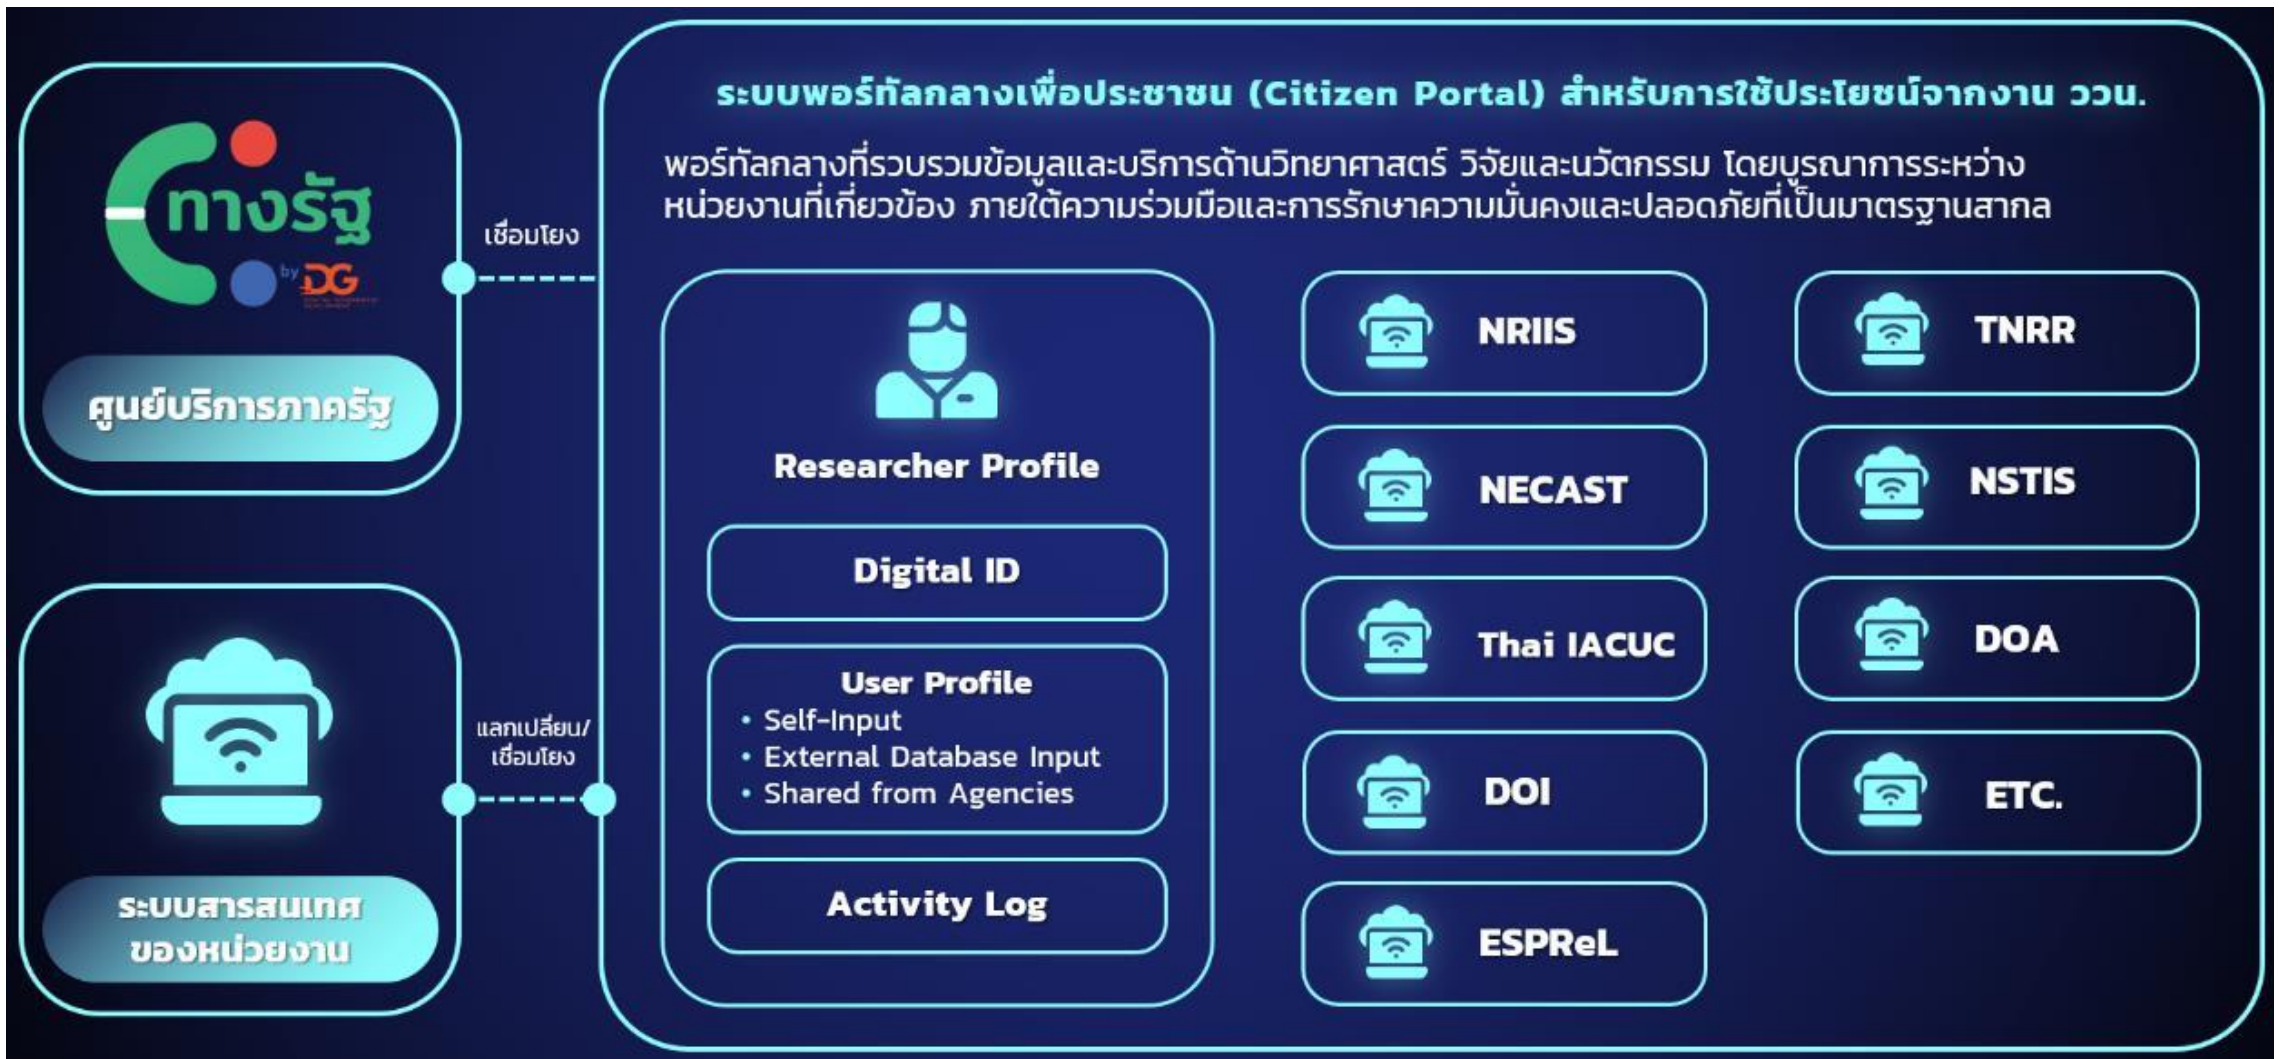 ทางรัฐ
by DG
ศูนย์บริการภาครัฐ
เชื่อมโยง
ระบบสารสนเทศ
ของหน่วยงาน
แลกเปลี่ยน/
เชื่อมโยง
ระบบพอร์ทัลกลางเพื่อประชาชน (Citizen Portal) สำหรับการใช้ประโยชน์จากงาน ววน.
พอร์ทัลกลางที่รวบรวมข้อมูลและบริการด้านวิทยาศาสตร์ วิจัยและนวัตกรรม โดยบูรณาการระหว่าง
หน่วยงานที่เกี่ยวข้อง ภายใต้ความร่วมมือและการรักษาความมั่นคงและปลอดภัยที่เป็นมาตรฐานสากล
Researcher Profile
Digital ID
User Profile
• Self-Input
• External Database Input
• Shared from Agencies
Activity Log
NRIIS
TNRR
NECAST
NSTIS
Thai IACUC
DOA
DOI
ETC.
ESPReL